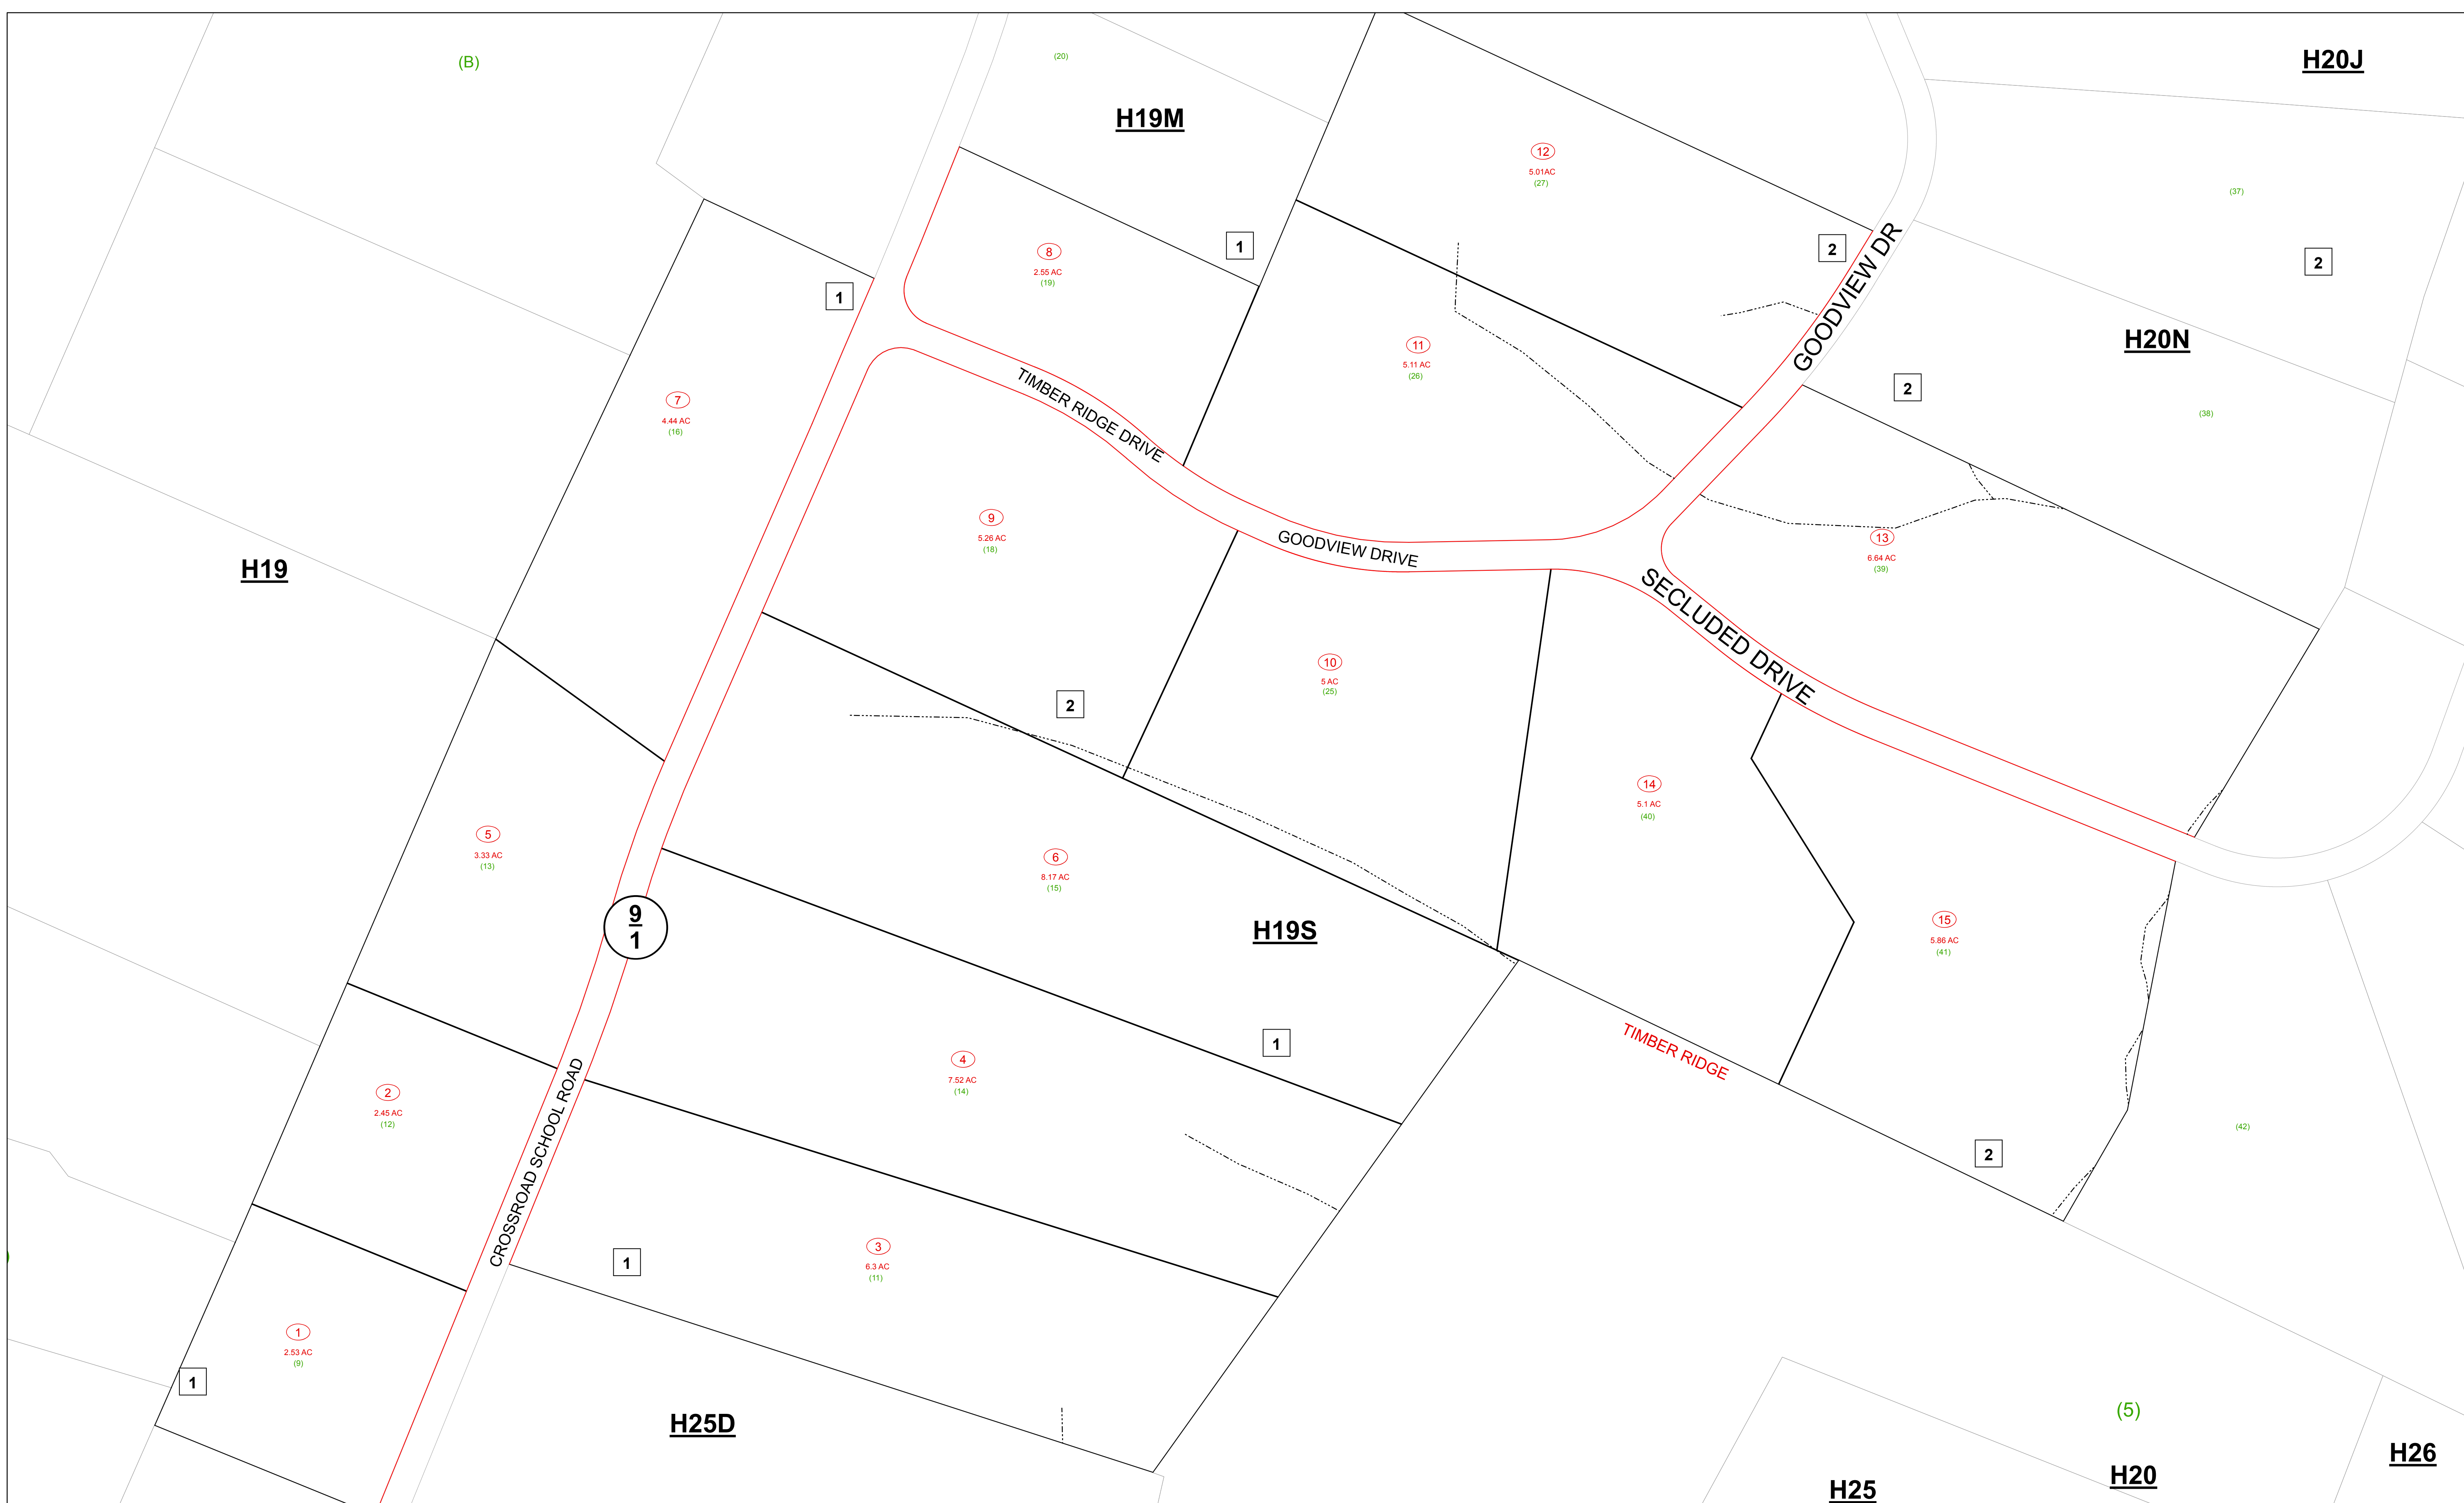 (B)
(20)
H20J
H19M
12
5.01AC
(27)
(37)
1
2
2
8
2.55 AC
(19)
GOODVIEW DR
1
H20N
11
5.11 AC
(26)
TIMBER RIDGE DRIVE
2
7
4.44 AC
(16)
(38)
9
5.26 AC
(18)
GOODVIEW DRIVE
13
6.64 AC
(39)
H19
SECLUDED DRIVE
10
5 AC
(25)
2
14
5.1 AC
(40)
5
3.33 AC
(13)
6
8.17 AC
(15)
9
1
H19S
15
5.86 AC
(41)
1
TIMBER RIDGE
4
7.52 AC
(14)
2
2.45 AC
(12)
CROSSROAD SCHOOL ROAD
(42)
2
3
6.3 AC
(11)
1
1
2.53 AC
(9)
1
H25D
(5)
H26
H20
H25